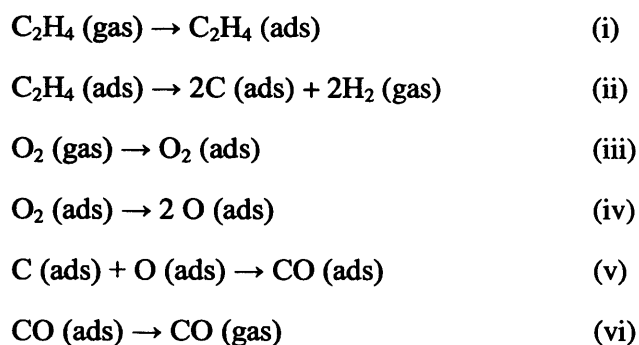 C₂H₄ (gas) → C₂H₄ (ads) (i)
C₂H₄ (ads) → 2C (ads) + 2H₂ (gas) (ii)
O₂ (gas) → O₂ (ads) (iii)
O₂ (ads) → 2 O (ads) (iv)
C (ads) + O (ads) → CO (ads) (v)
CO (ads) → CO (gas) (vi)